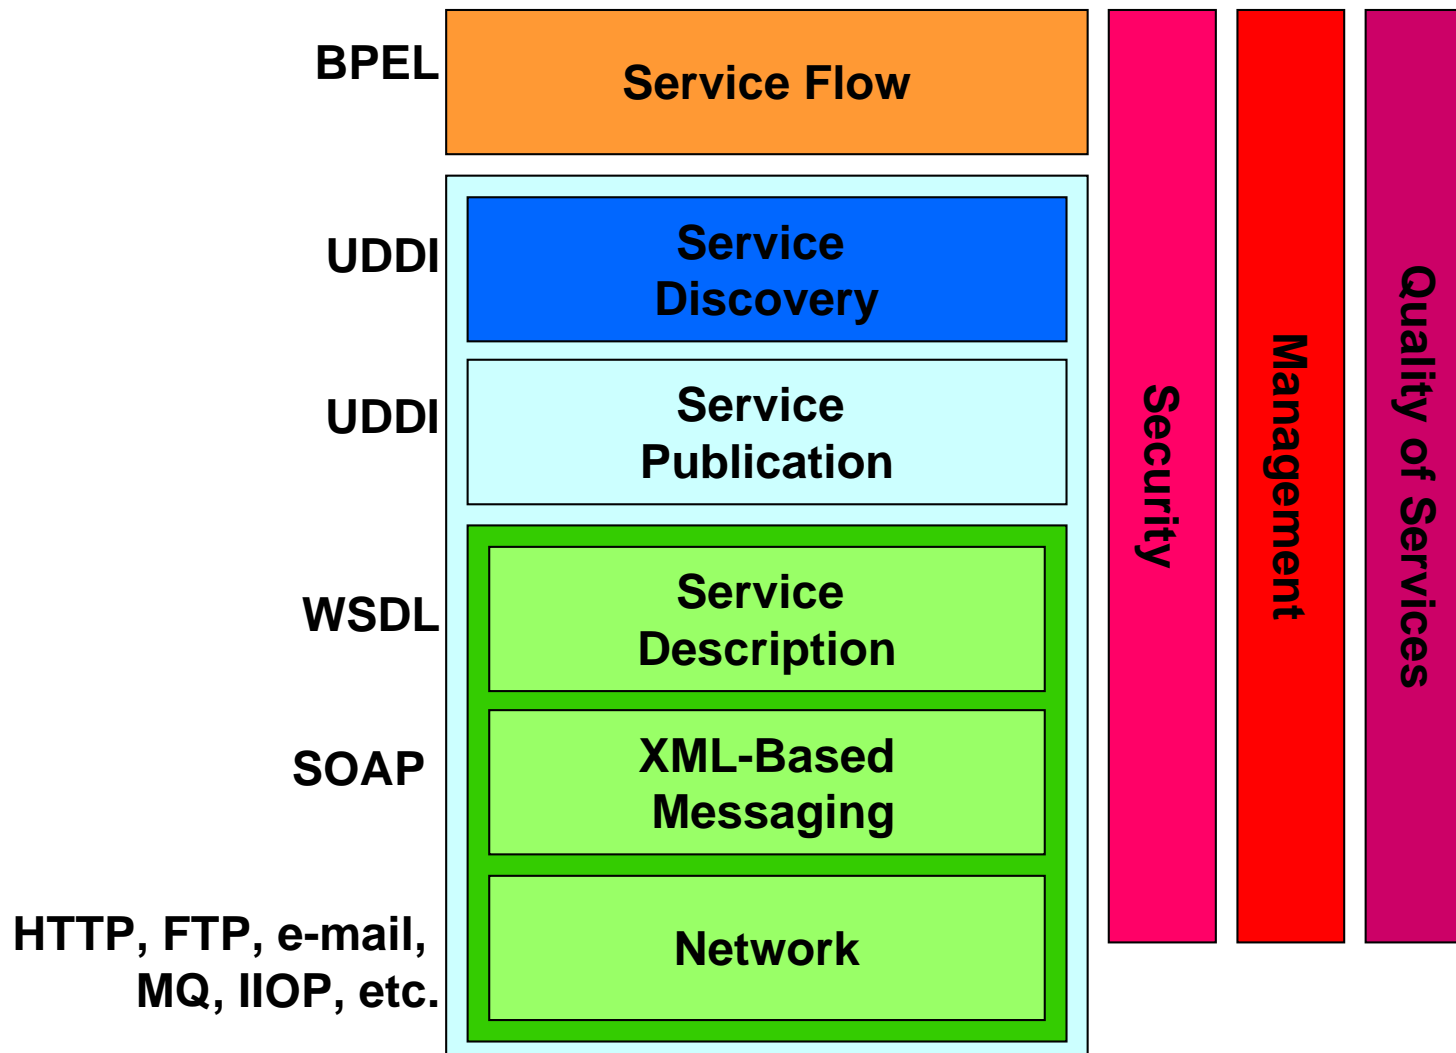 BPEL
Service Flow
UDDI
Service
Discovery
UDDI
Service
Publication
WSDL
Service
Description
SOAP
XML-Based
Messaging
HTTP, FTP, e-mail,
MQ, IIOP, etc.
Network
Security
Management
Quality of Services